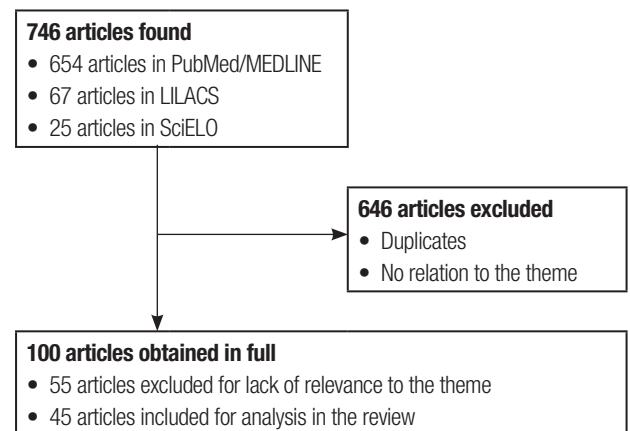 746 articles found
• 654 articles in PubMed/MEDLINE
• 67 articles in LILACS
• 25 articles in SciELO
646 articles excluded
• Duplicates
• No relation to the theme
100 articles obtained in full
• 55 articles excluded for lack of relevance to the theme
• 45 articles included for analysis in the review